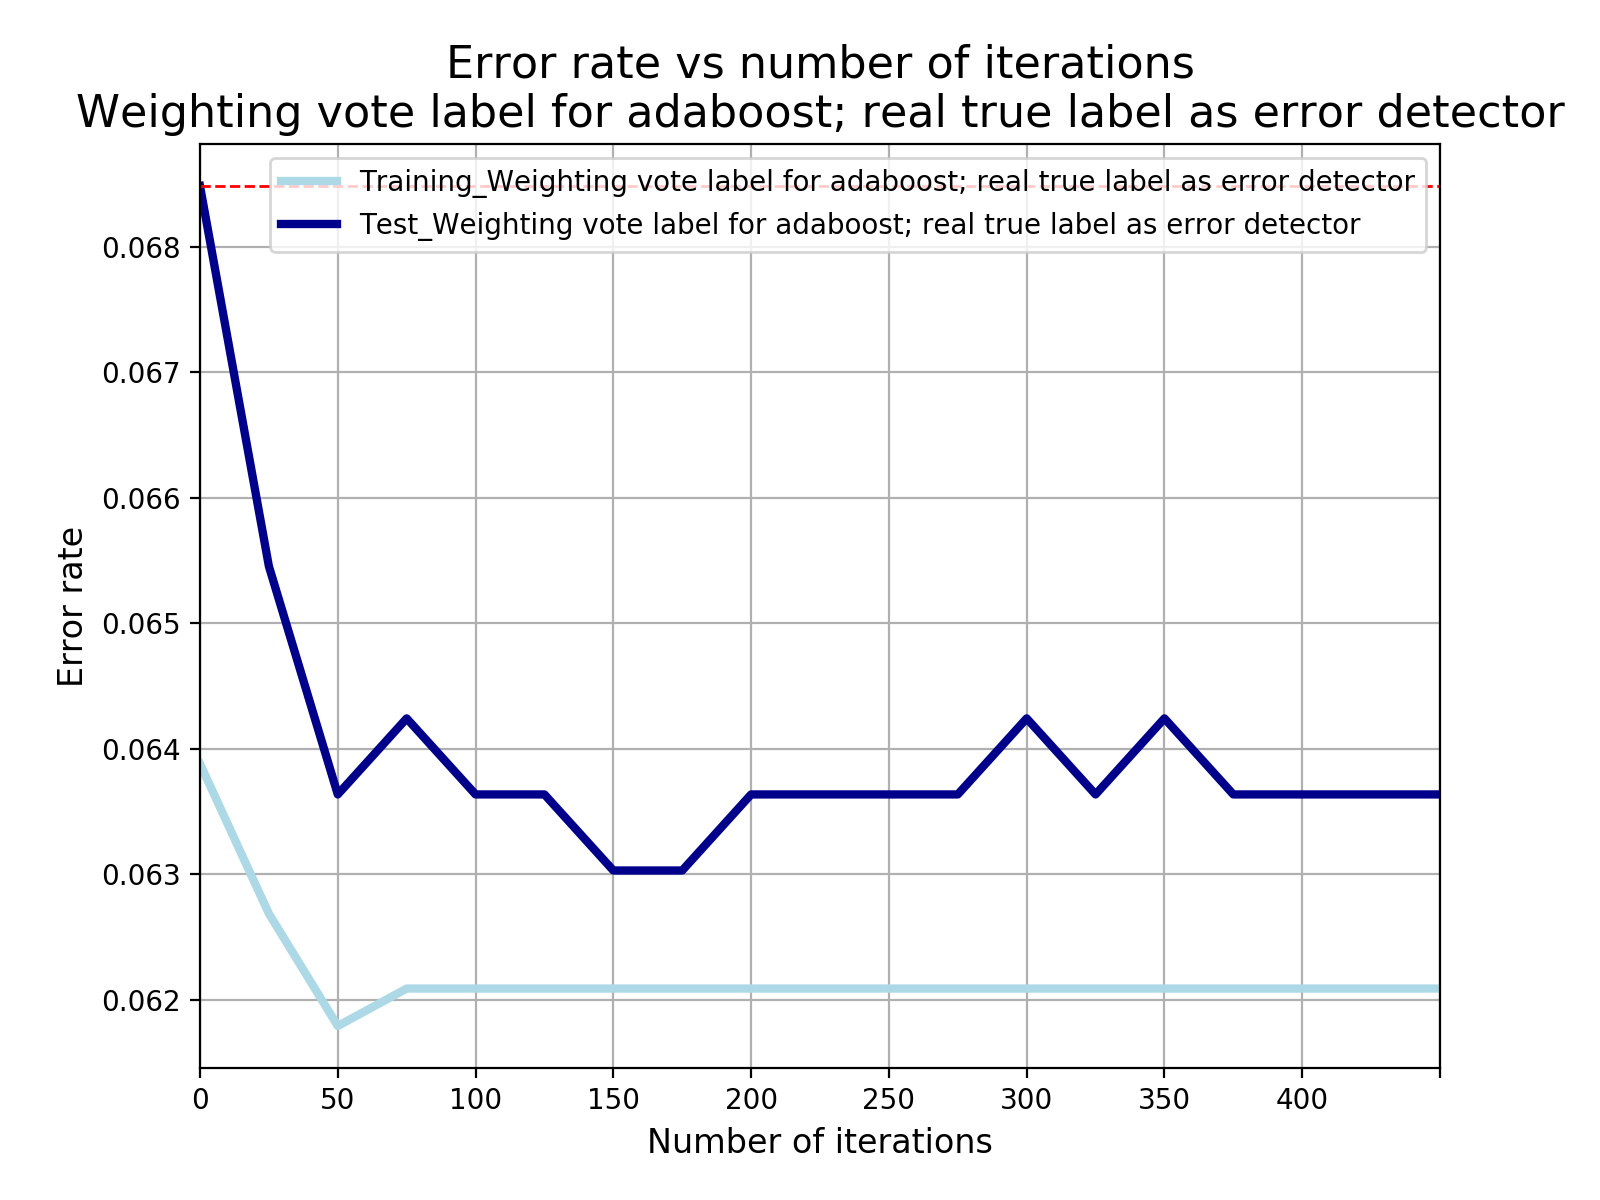 Error rate vs number of iterations
Weighting vote label for adaboost; real true label as error detector
Training_Weighting vote label for adaboost; real true label as error detector
Test_Weighting vote label for adaboost; real true label as error detector
0.068
0.067
0.066
0.065
0.064
0.063
0.062
Error rate
0 50 100 150 200 250 300 350 400
Number of iterations